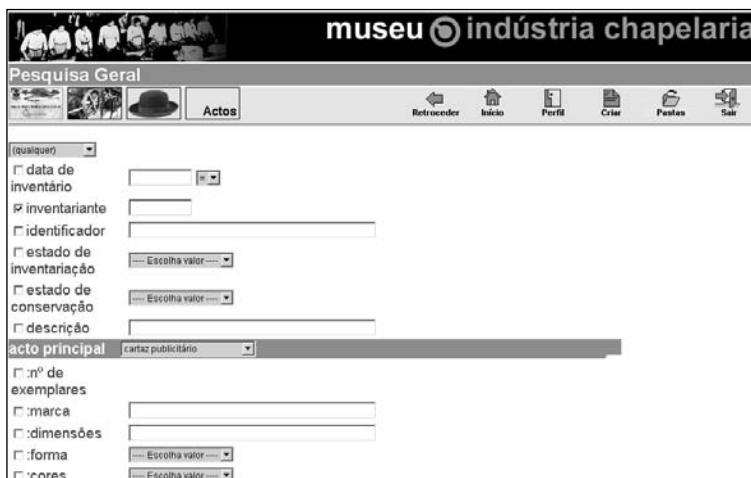 museu indústria chapelaria
Pesquisa Geral
Actos
Retroceder Início Perfil Criar Pastas Sair
(qualquer)
data de
inventário =
inventariante
identificador
estado de
inventariação ---- Escolha valor ----
estado de
conservação ---- Escolha valor ----
descrição
acto principal cartaz publicitário
:nº de
exemplares
:marca
:dimensões
:forma ---- Escolha valor ----
:cores ---- Escolha valor ----